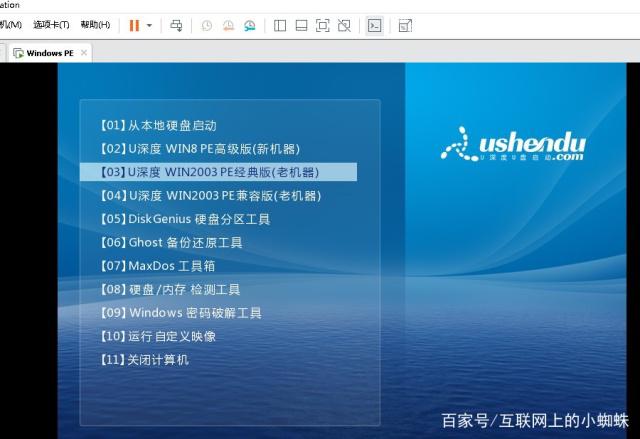 ation
机(M) 选项卡(T) 帮助(H)
Windows PE
【01】从本地硬盘启动
【02】U深度 WIN8 PE高级版(新机器)
【03】U深度 WIN2003 PE经典版(老机器)
【04】U深度 WIN2003 PE兼容版(老机器)
【05】DiskGenius 硬盘分区工具
【06】Ghost 备份还原工具
【07】MaxDos 工具箱
【08】硬盘/内存 检测工具
【09】Windows 密码破解工具
【10】运行自定义映像
【11】关闭计算机
ushendu
U深度U盘启动.com
百家号/互联网上的小蜘蛛